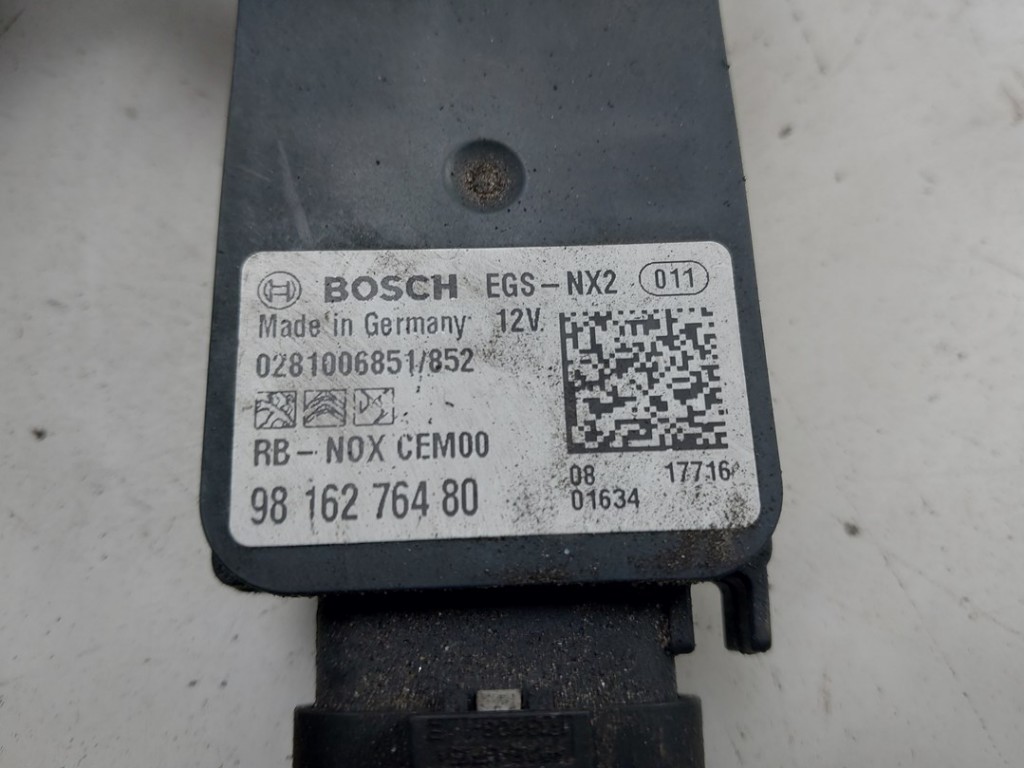 BOSCH EGS-NX2 011
Made in Germany 12V
0281006851/852
RB-NOX CEM00
98 162 764 80
08 17716
01634